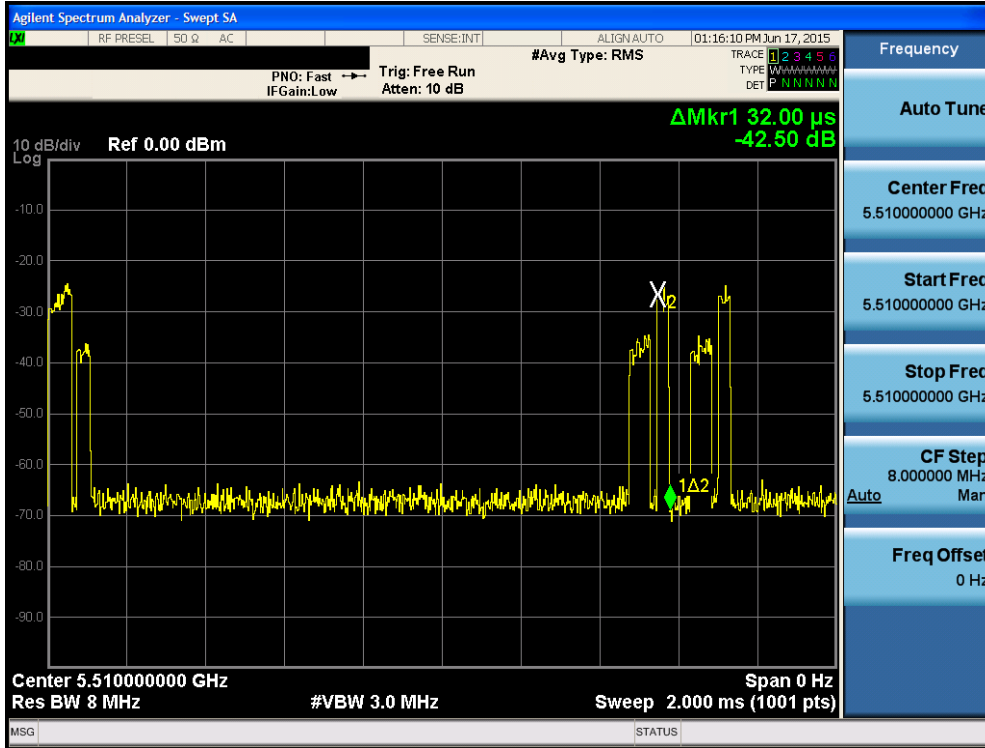 Agilent Spectrum Analyzer - Swept SA
LXI RF PRESEL 50 Ω AC SENSE:INT ALIGN AUTO 01:16:10 PM Jun 17, 2015
Frequency
#Avg Type: RMS
TRACE 1 2 3 4 5 6
PNO: Fast Trig: Free Run
TYPE WWWWWW
IFGain:Low Atten: 10 dB
DET P N N N N N
Auto Tune
ΔMkr1 32.00 μs
-42.50 dB
10 dB/div Ref 0.00 dBm
Log
Center Freq
5.510000000 GHz
-10.0
-20.0
Start Freq
5.510000000 GHz
X2
-30.0
-40.0
Stop Freq
5.510000000 GHz
-50.0
-60.0
CF Step
8.000000 MHz
Auto Man
1Δ2
-70.0
-80.0
Freq Offset
0 Hz
-90.0
Center 5.510000000 GHz Span 0 Hz
Res BW 8 MHz #VBW 3.0 MHz Sweep 2.000 ms (1001 pts)
MSG STATUS